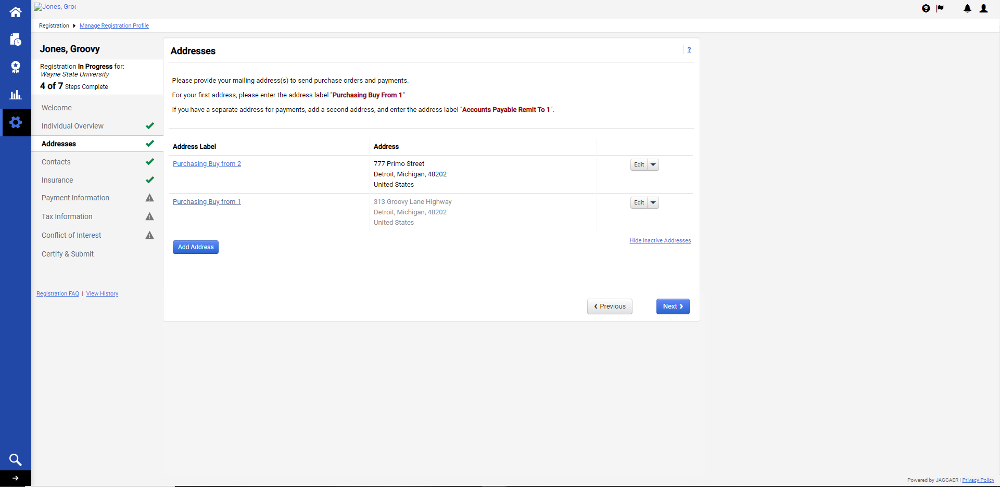 Jones, Groo
Registration Manage Registration Profile
Jones, Groovy
Registration In Progress for:
Wayne State University
4 of 7 Steps Complete
Welcome
Individual Overview
Addresses
Contacts
Insurance
Payment Information
Tax Information
Conflict of Interest
Certify & Submit
Registration FAQ | View History
Addresses
?
Please provide your mailing address(s) to send purchase orders and payments.
For your first address, please enter the address label "Purchasing Buy From 1"
If you have a separate address for payments, add a second address, and enter the address label "Accounts Payable Remit To 1".
Address Label Address
Purchasing Buy from 2
777 Primo Street
Detroit, Michigan, 48202
United States
Edit
Purchasing Buy from 1
313 Groovy Lane Highway
Detroit, Michigan, 48202
United States
Edit
Add Address
Hide Inactive Addresses
Previous
Next
Powered by JAGGAER | Privacy Policy